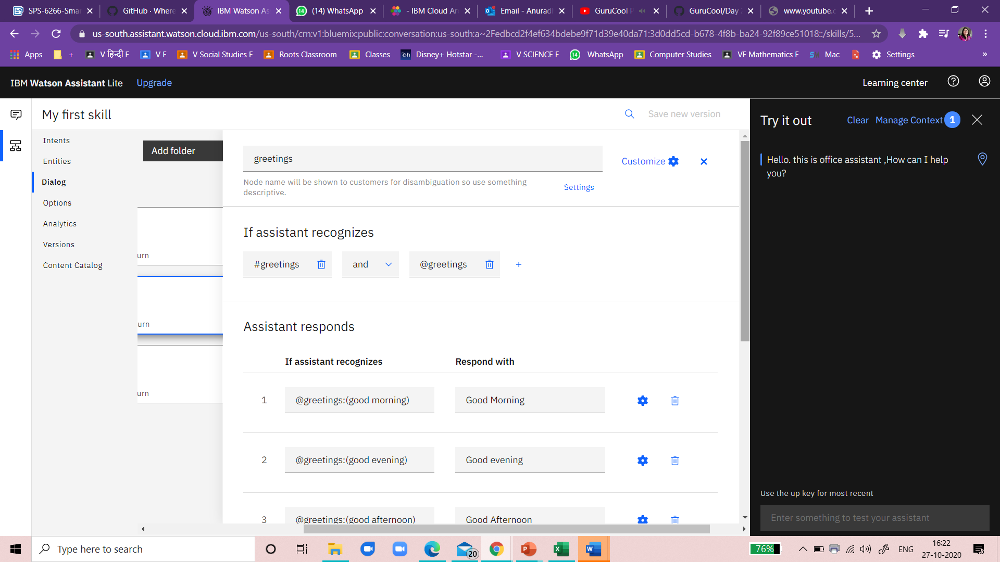 SPS-6266-Smar
GitHub · Where
IBM Watson As
(14) WhatsApp
- IBM Cloud Ar
Email - Anurad
GuruCool P
GuruCool/Day
www.youtube.c
us-south.assistant.watson.cloud.ibm.com/us-south/crn:v1:bluemix:public:conversation:us-south:a~2Fedbcd2f4ef634bdebe9f71d39e40da71:3d0dd5cd-b678-4f8b-ba24-92f89ce51018::/skills/5...
Apps + V हिन्दी F V F V Social Studies F Roots Classroom Classes Disney+ Hotstar -... V SCIENCE F WhatsApp Computer Studies VF Mathematics F Mac Settings »
IBM Watson Assistant Lite Upgrade Learning center
My first skill
Save new version
Intents
Entities
Dialog
Options
Analytics
Versions
Content Catalog
Add folder
urn
urn
urn
greetings
Customize
Node name will be shown to customers for disambiguation so use something
descriptive.
Settings
If assistant recognizes
#greetings and @greetings +
Assistant responds
If assistant recognizes Respond with
1 @greetings:(good morning) Good Morning
2 @greetings:(good evening) Good evening
3 @greetings:(good afternoon) Good Afternoon
Try it out Clear Manage Context 1
Hello. this is office assistant ,How can I help
you?
Use the up key for most recent
Enter something to test your assistant
Type here to search
20
76%
ENG
16:22
27-10-2020